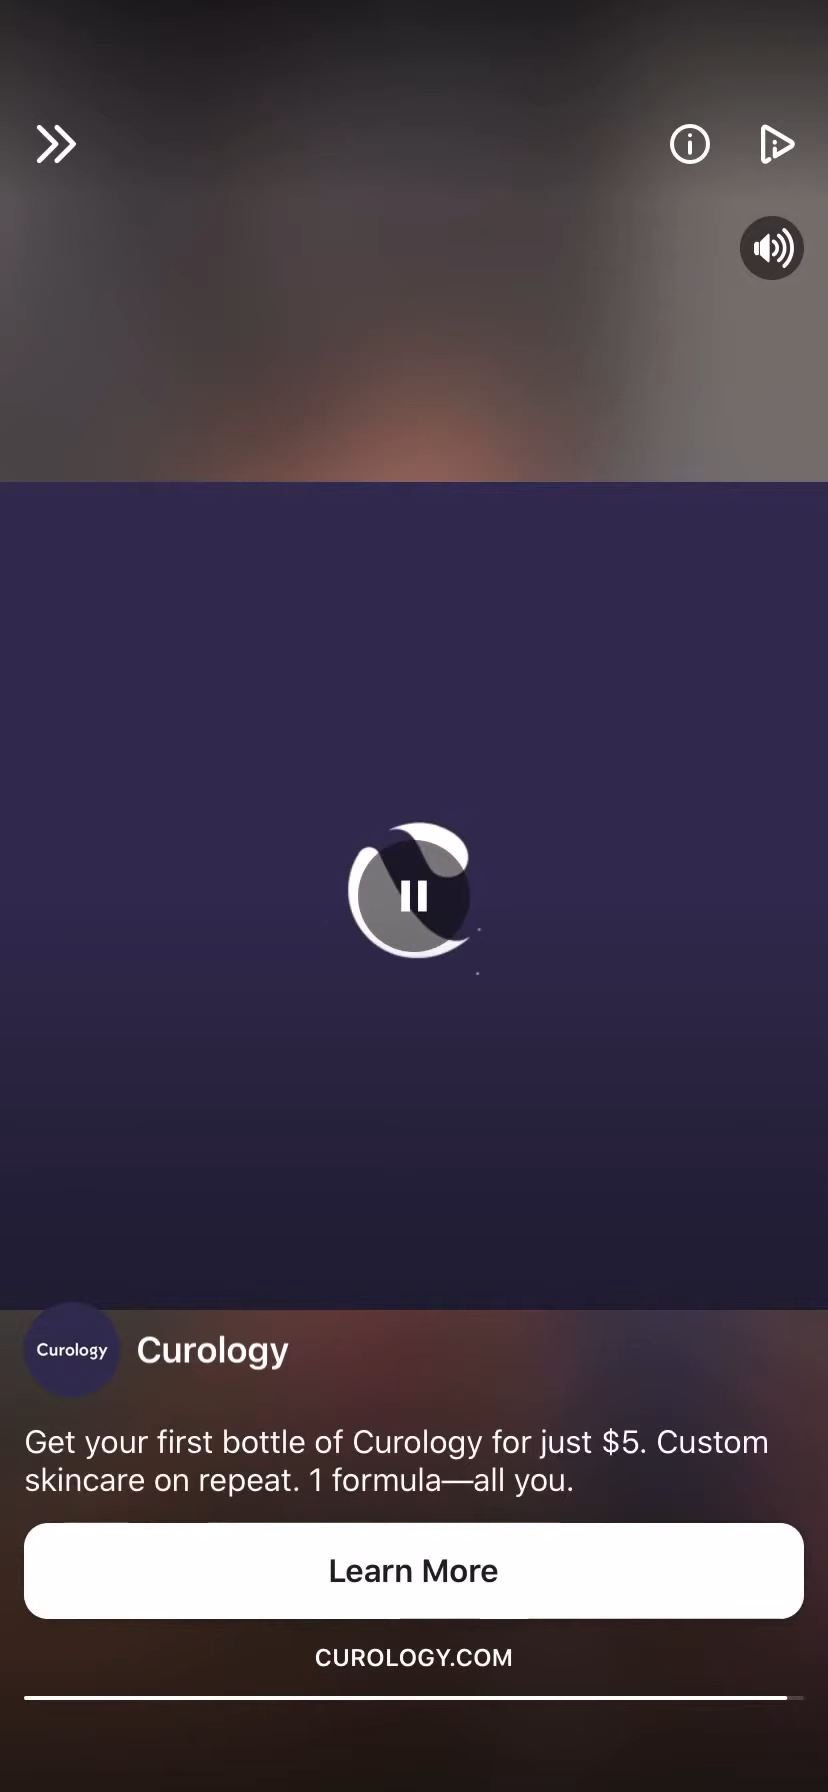 Curology
Curology
Get your first bottle of Curology for just $5. Custom
skincare on repeat. 1 formula—all you.
Learn More
CUROLOGY.COM